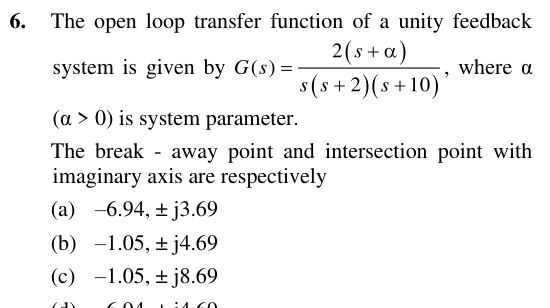 6. The open loop transfer function of a unity feedback
system is given by G(s) = 2(s + α) / s(s + 2)(s + 10) , where α
(α > 0) is system parameter.
The break - away point and intersection point with
imaginary axis are respectively
(a) –6.94, ± j3.69
(b) –1.05, ± j4.69
(c) –1.05, ± j8.69